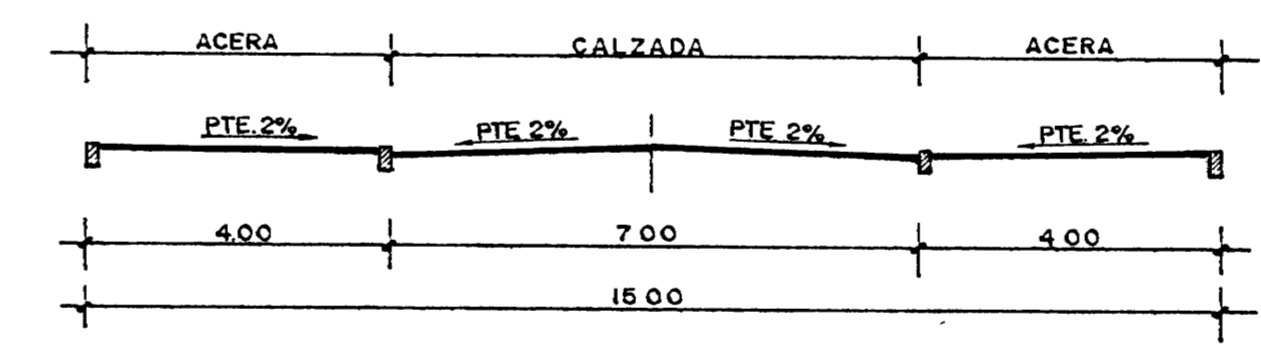 ACERA CALZADA ACERA
PTE. 2% PTE 2% PTE 2% PTE. 2%
4.00 7 00 4 00
15 00